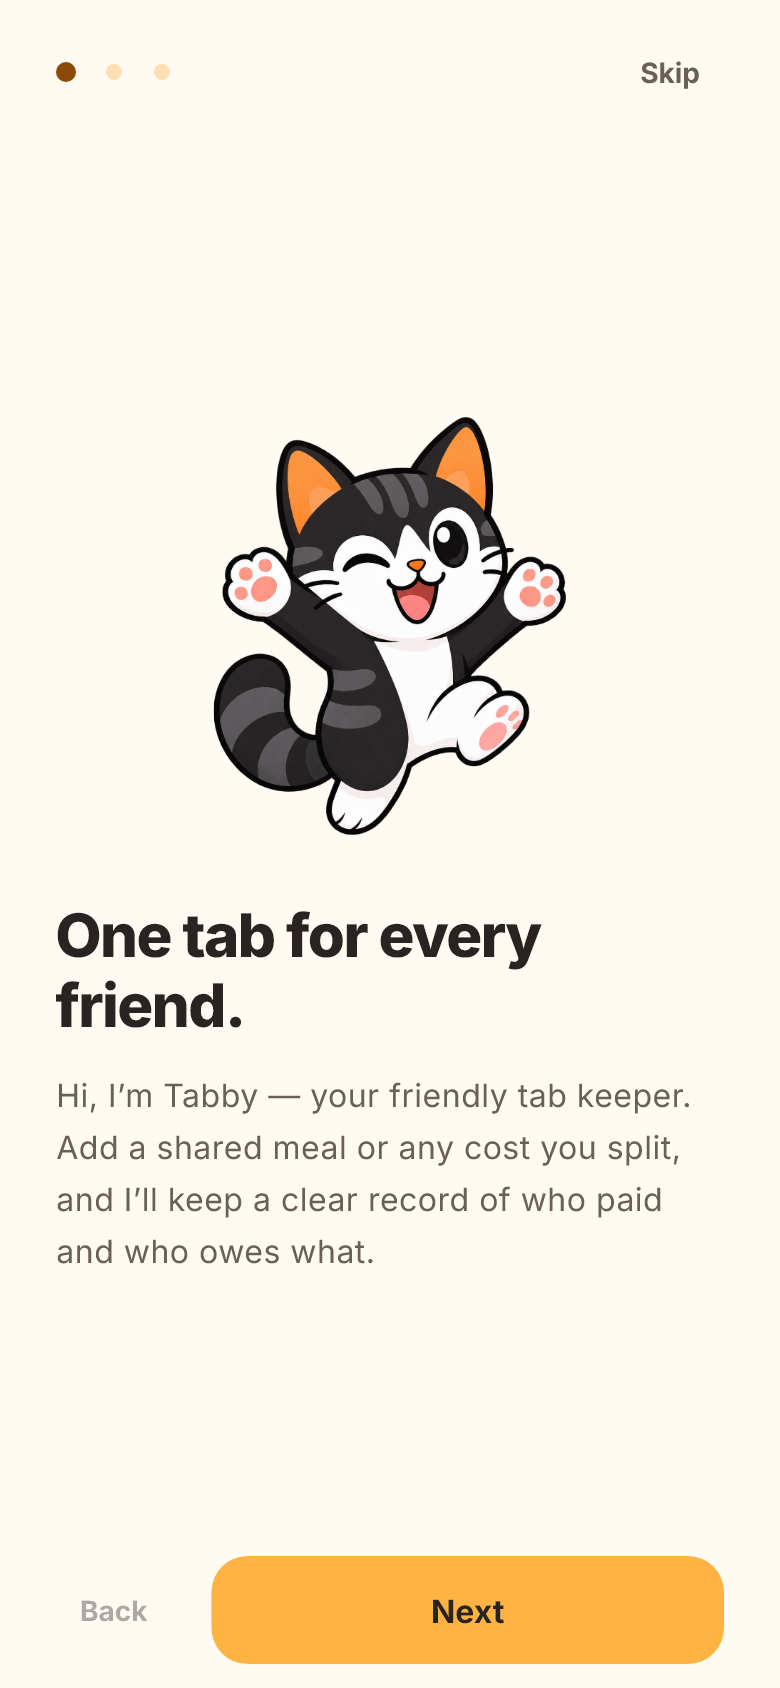 Skip
One tab for every
friend.
Hi, I’m Tabby — your friendly tab keeper.
Add a shared meal or any cost you split,
and I’ll keep a clear record of who paid
and who owes what.
Back
Next